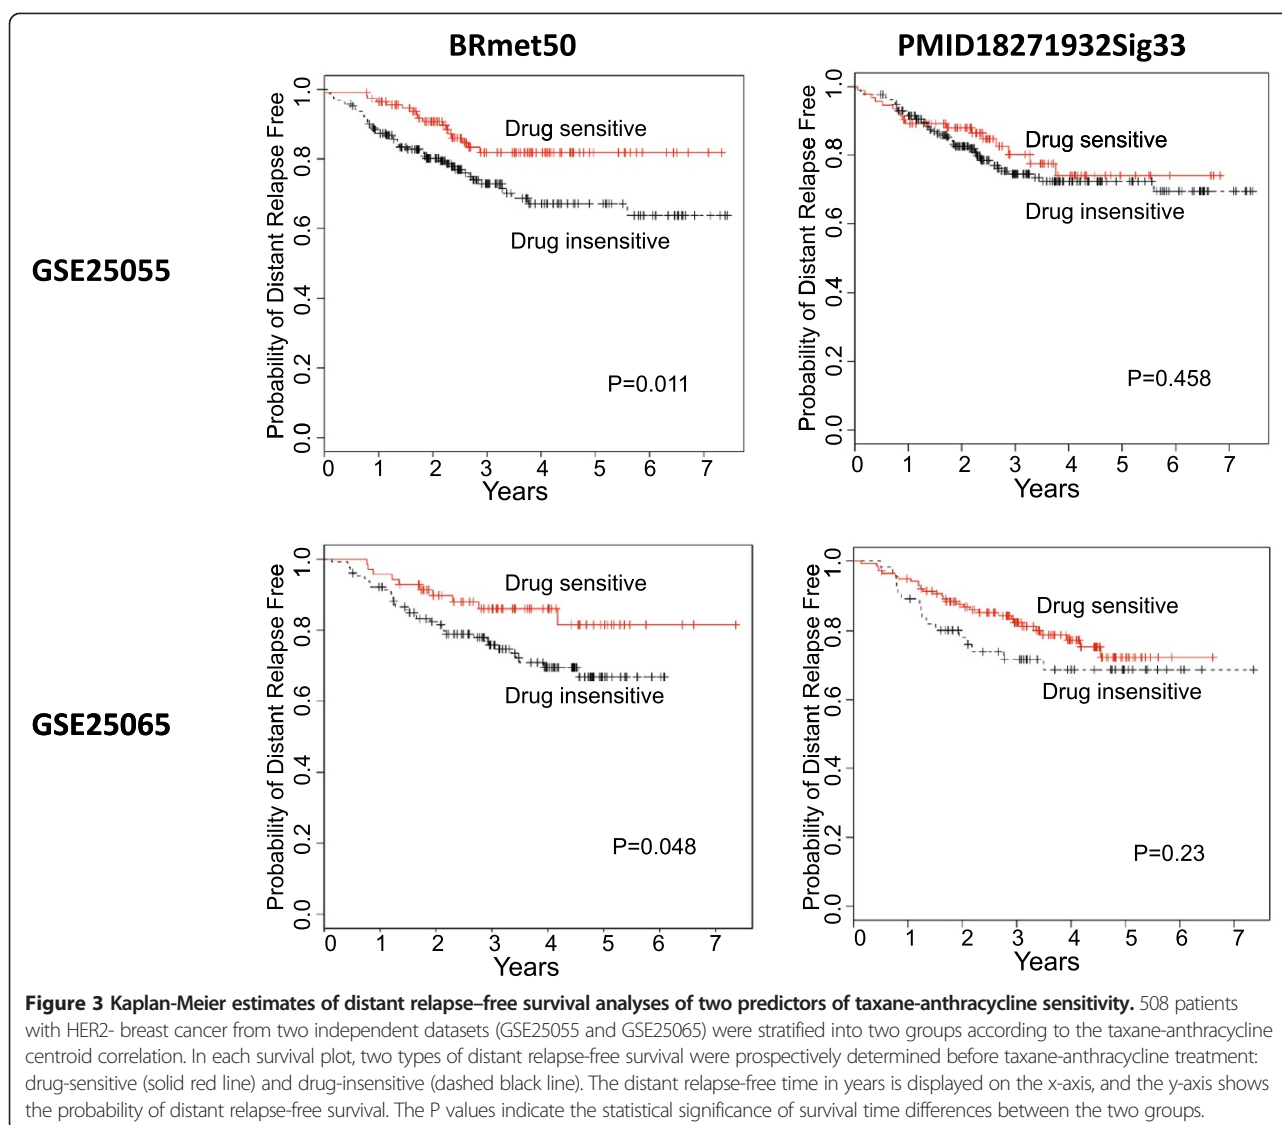 BRmet50
PMID18271932Sig33
GSE25055
Probability of Distant Relapse Free
1.0
0.8
0.6
0.4
0.2
0.0
Drug sensitive
Drug insensitive
P=0.011
0 1 2 3 4 5 6 7
Years
Probability of Distant Relapse Free
1.0
0.8
0.6
0.4
0.2
0.0
Drug sensitive
Drug insensitive
P=0.458
0 1 2 3 4 5 6 7
Years
GSE25065
Probability of Distant Relapse Free
1.0
0.8
0.6
0.4
0.2
0.0
Drug sensitive
Drug insensitive
P=0.048
0 1 2 3 4 5 6 7
Years
Probability of Distant Relapse Free
1.0
0.8
0.6
0.4
0.2
0.0
Drug sensitive
Drug insensitive
P=0.23
0 1 2 3 4 5 6 7
Years
Figure 3 Kaplan-Meier estimates of distant relapse–free survival analyses of two predictors of taxane-anthracycline sensitivity. 508 patients
with HER2- breast cancer from two independent datasets (GSE25055 and GSE25065) were stratified into two groups according to the taxane-anthracycline
centroid correlation. In each survival plot, two types of distant relapse-free survival were prospectively determined before taxane-anthracycline treatment:
drug-sensitive (solid red line) and drug-insensitive (dashed black line). The distant relapse-free time in years is displayed on the x-axis, and the y-axis shows
the probability of distant relapse-free survival. The P values indicate the statistical significance of survival time differences between the two groups.